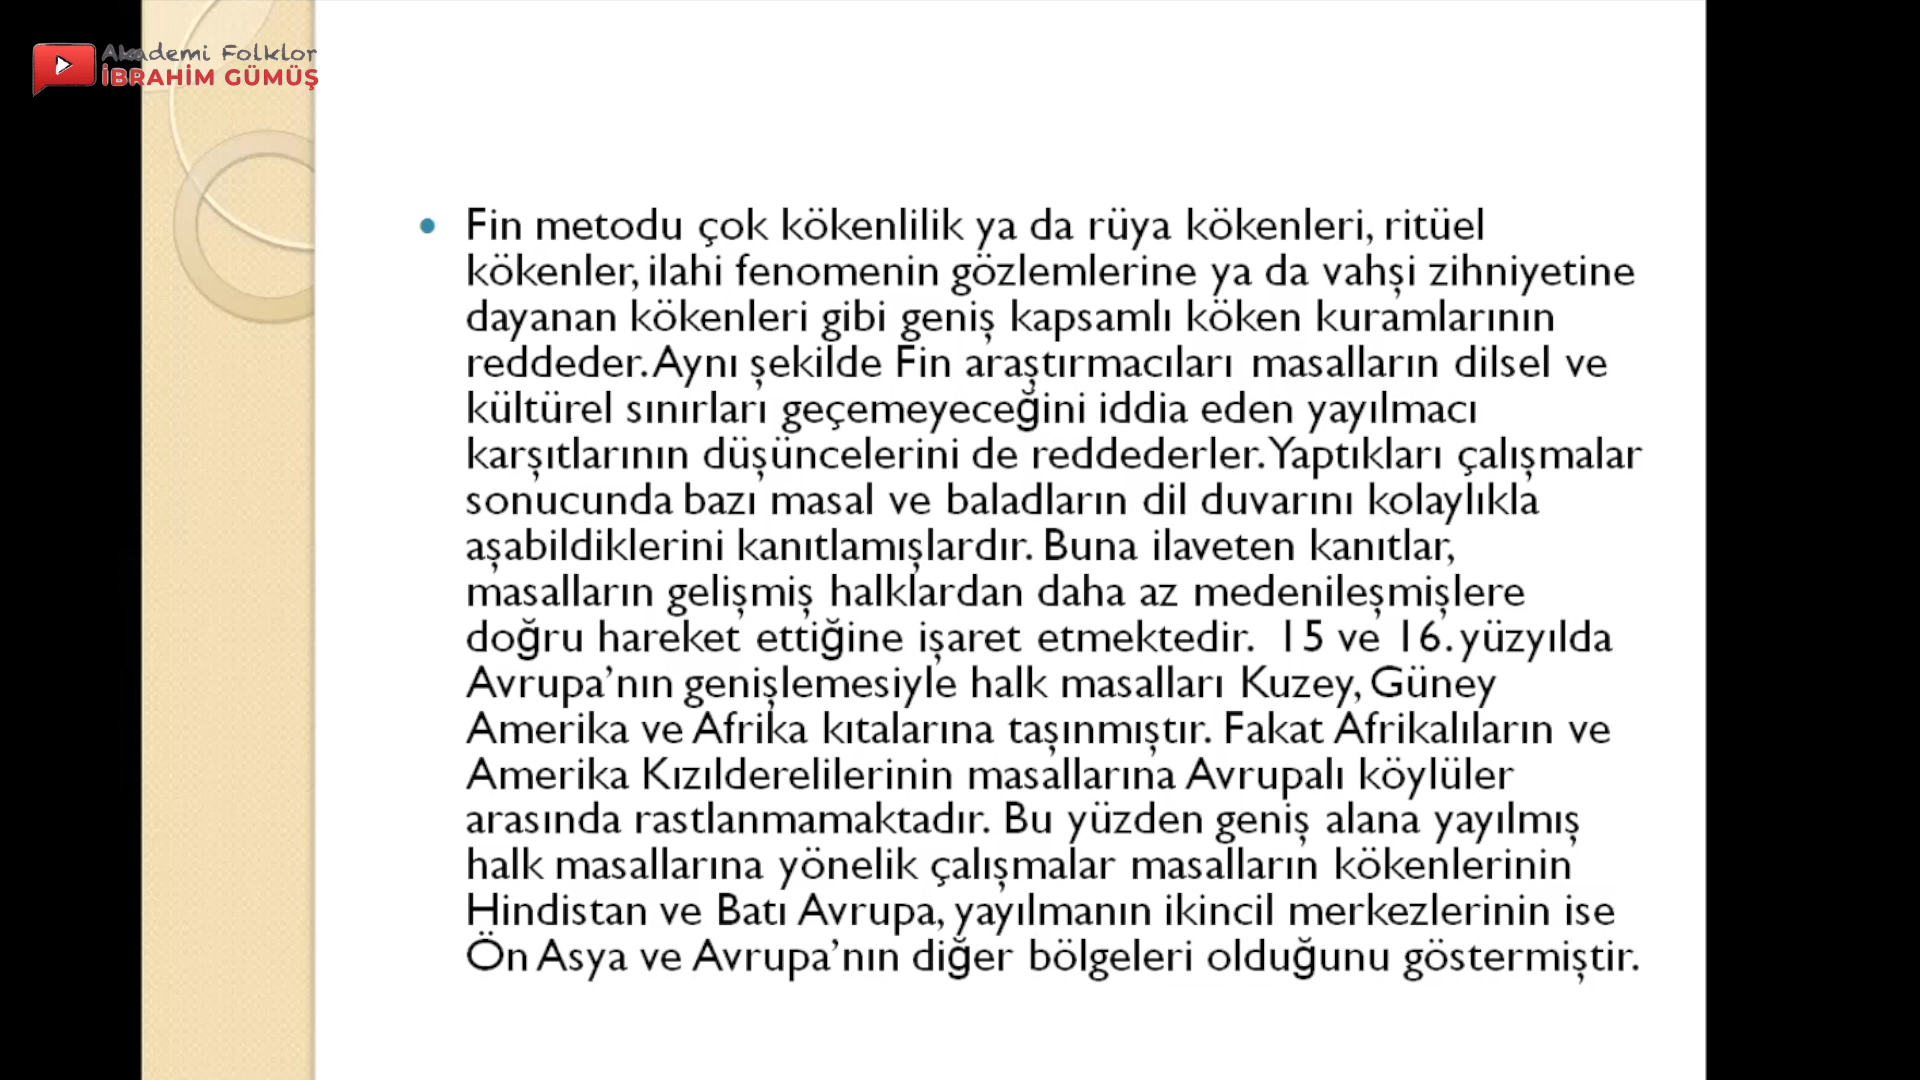 Akademi Folklor
İBRAHİM GÜMÜŞ
• Fin metodu çok kökenlilik ya da rüya kökenleri, ritüel
kökenler, ilahi fenomenin gözlemlerine ya da vahşi zihniyetine
dayanan kökenleri gibi geniş kapsamlı köken kuramlarının
reddeder. Aynı şekilde Fin araştırmacıları masalların dilsel ve
kültürel sınırları geçemeyeceğini iddia eden yayılmacı
karşıtlarının düşüncelerini de reddederler. Yaptıkları çalışmalar
sonucunda bazı masal ve baladların dil duvarını kolaylıkla
aşabildiklerini kanıtlamışlardır. Buna ilaveten kanıtlar,
masalların gelişmiş halklardan daha az medenileşmişlere
doğru hareket ettiğine işaret etmektedir. 15 ve 16. yüzyılda
Avrupa’nın genişlemesiyle halk masalları Kuzey, Güney
Amerika ve Afrika kıtalarına taşınmıştır. Fakat Afrikalıların ve
Amerika Kızılderelilerinin masallarına Avrupalı köylüler
arasında rastlanmamaktadır. Bu yüzden geniş alana yayılmış
halk masallarına yönelik çalışmalar masalların kökenlerinin
Hindistan ve Batı Avrupa, yayılmanın ikincil merkezlerinin ise
Ön Asya ve Avrupa’nın diğer bölgeleri olduğunu göstermiştir.